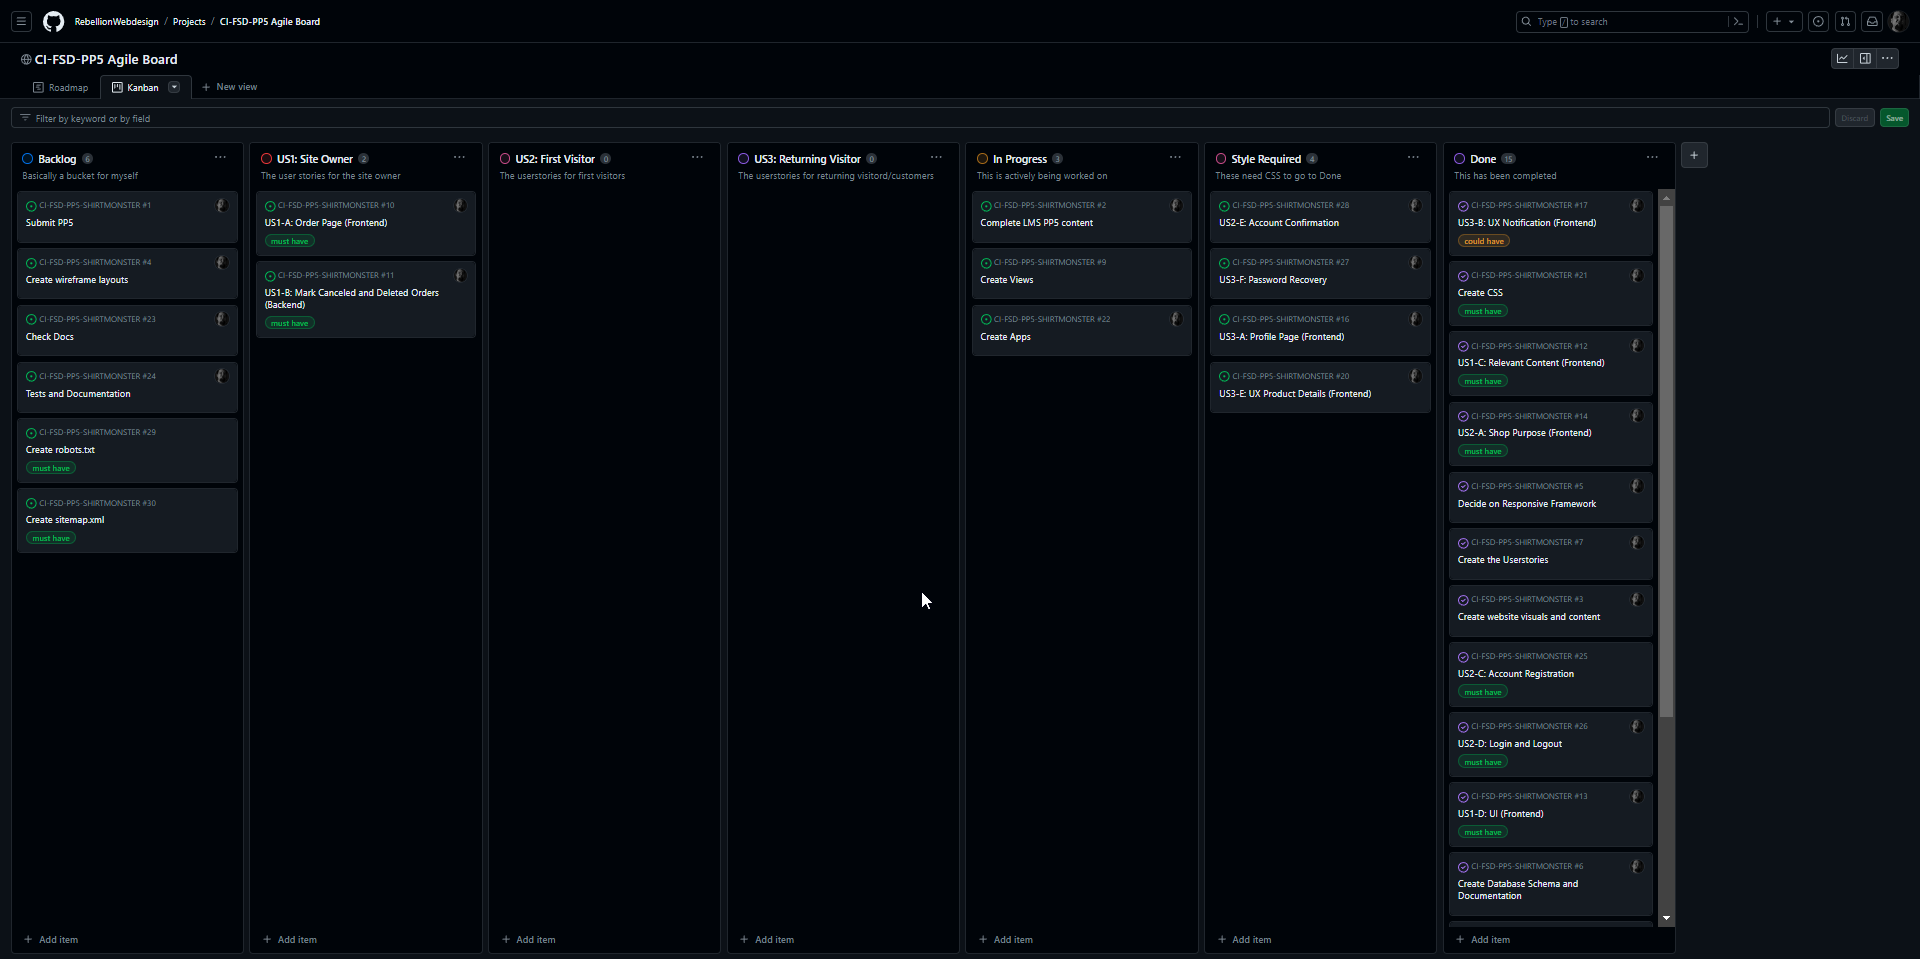 RebellionWebdesign / Projects / CI-FSD-PP5 Agile Board
Type / to search
CI-FSD-PP5 Agile Board
Roadmap
Kanban
New view
Filter by keyword or by field
Discard
Save
Backlog 6
Basically a bucket for myself
CI-FSD-PP5-SHIRTMONSTER #1
Submit PP5
CI-FSD-PP5-SHIRTMONSTER #4
Create wireframe layouts
CI-FSD-PP5-SHIRTMONSTER #23
Check Docs
CI-FSD-PP5-SHIRTMONSTER #24
Tests and Documentation
CI-FSD-PP5-SHIRTMONSTER #29
Create robots.txt
must have
CI-FSD-PP5-SHIRTMONSTER #30
Create sitemap.xml
must have
Add item
US1: Site Owner 2
The user stories for the site owner
CI-FSD-PP5-SHIRTMONSTER #10
US1-A: Order Page (Frontend)
must have
CI-FSD-PP5-SHIRTMONSTER #11
US1-B: Mark Canceled and Deleted Orders
(Backend)
must have
Add item
US2: First Visitor 0
The userstories for first visitors
Add item
US3: Returning Visitor 0
The userstories for returning visitord/customers
Add item
In Progress 3
This is actively being worked on
CI-FSD-PP5-SHIRTMONSTER #2
Complete LMS PP5 content
CI-FSD-PP5-SHIRTMONSTER #9
Create Views
CI-FSD-PP5-SHIRTMONSTER #22
Create Apps
Add item
Style Required 4
These need CSS to go to Done
CI-FSD-PP5-SHIRTMONSTER #28
US2-E: Account Confirmation
CI-FSD-PP5-SHIRTMONSTER #27
US3-F: Password Recovery
CI-FSD-PP5-SHIRTMONSTER #16
US3-A: Profile Page (Frontend)
CI-FSD-PP5-SHIRTMONSTER #20
US3-E: UX Product Details (Frontend)
Add item
Done 15
This has been completed
CI-FSD-PP5-SHIRTMONSTER #17
US3-B: UX Notification (Frontend)
could have
CI-FSD-PP5-SHIRTMONSTER #21
Create CSS
must have
CI-FSD-PP5-SHIRTMONSTER #12
US1-C: Relevant Content (Frontend)
must have
CI-FSD-PP5-SHIRTMONSTER #14
US2-A: Shop Purpose (Frontend)
must have
CI-FSD-PP5-SHIRTMONSTER #5
Decide on Responsive Framework
CI-FSD-PP5-SHIRTMONSTER #7
Create the Userstories
CI-FSD-PP5-SHIRTMONSTER #3
Create website visuals and content
CI-FSD-PP5-SHIRTMONSTER #25
US2-C: Account Registration
must have
CI-FSD-PP5-SHIRTMONSTER #26
US2-D: Login and Logout
must have
CI-FSD-PP5-SHIRTMONSTER #13
US1-D: UI (Frontend)
must have
CI-FSD-PP5-SHIRTMONSTER #6
Create Database Schema and
Documentation
Add item